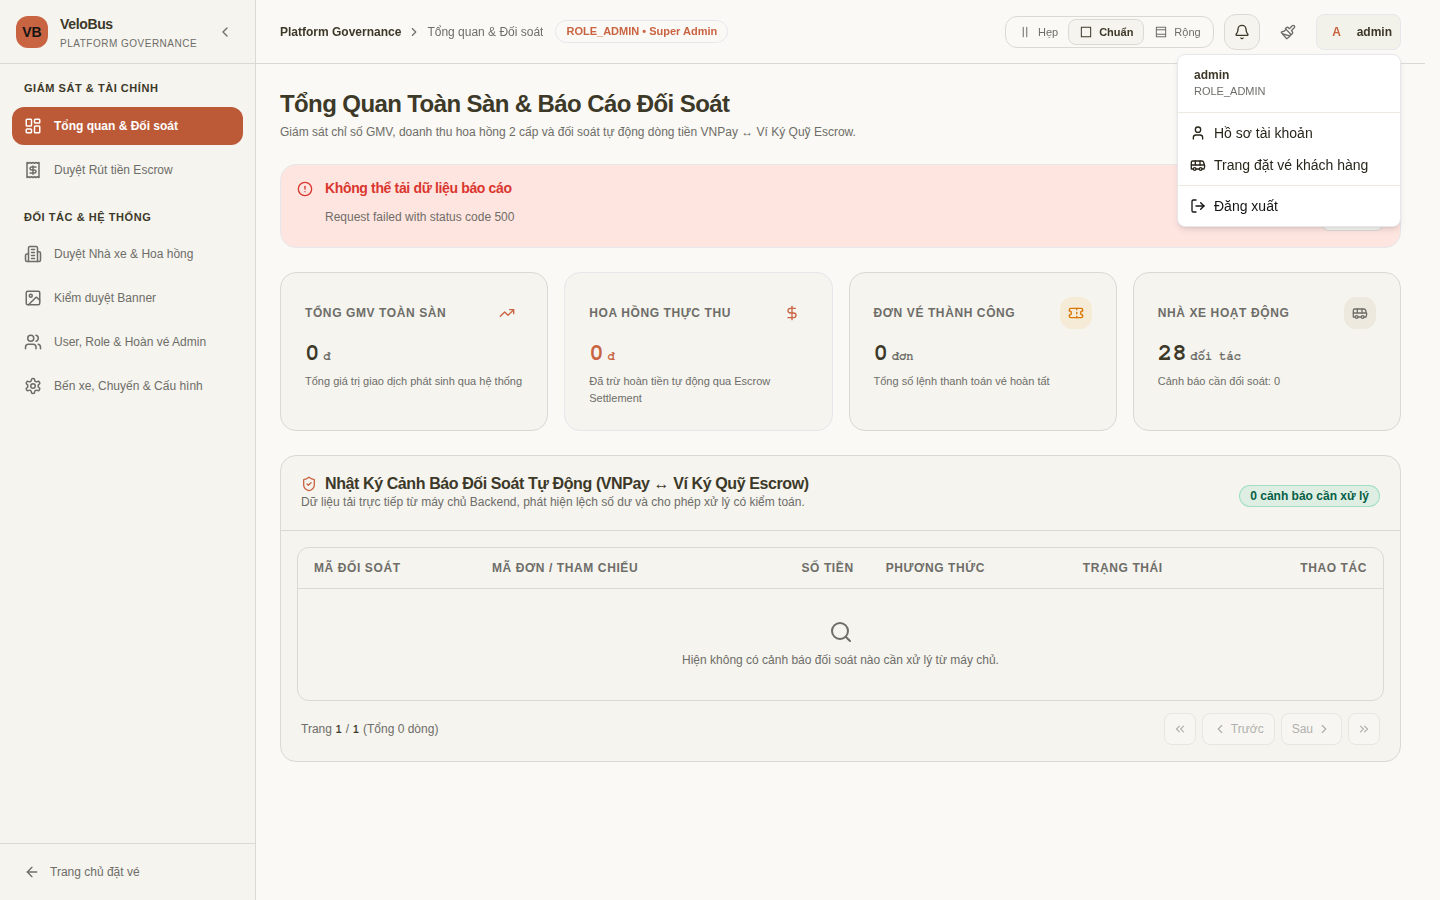 VB
VeloBus
PLATFORM GOVERNANCE
Platform Governance
Tổng quan & Đối soát
ROLE_ADMIN • Super Admin
Hẹp
Chuẩn
Rộng
A
admin
admin
ROLE_ADMIN
Hồ sơ tài khoản
Trang đặt vé khách hàng
Đăng xuất
GIÁM SÁT & TÀI CHÍNH
Tổng quan & Đối soát
Duyệt Rút tiền Escrow
ĐỐI TÁC & HỆ THỐNG
Duyệt Nhà xe & Hoa hồng
Kiểm duyệt Banner
User, Role & Hoàn vé Admin
Bến xe, Chuyến & Cấu hình
Trang chủ đặt vé
Tổng Quan Toàn Sàn & Báo Cáo Đối Soát
Giám sát chỉ số GMV, doanh thu hoa hồng 2 cấp và đối soát tự động dòng tiền VNPay ↔ Ví Ký Quỹ Escrow.
Không thể tải dữ liệu báo cáo
Request failed with status code 500
TỔNG GMV TOÀN SÀN
0 đ
Tổng giá trị giao dịch phát sinh qua hệ thống
HOA HỒNG THỰC THU
0 đ
Đã trừ hoàn tiền tự động qua Escrow
Settlement
ĐƠN VÉ THÀNH CÔNG
0 đơn
Tổng số lệnh thanh toán vé hoàn tất
NHÀ XE HOẠT ĐỘNG
28 đối tác
Cảnh báo cần đối soát: 0
Nhật Ký Cảnh Báo Đối Soát Tự Động (VNPay ↔ Ví Ký Quỹ Escrow)
Dữ liệu tải trực tiếp từ máy chủ Backend, phát hiện lệch số dư và cho phép xử lý có kiểm toán.
0 cảnh báo cần xử lý
MÃ ĐỐI SOÁT
MÃ ĐƠN / THAM CHIẾU
SỐ TIỀN
PHƯƠNG THỨC
TRẠNG THÁI
THAO TÁC
Hiện không có cảnh báo đối soát nào cần xử lý từ máy chủ.
Trang 1 / 1 (Tổng 0 dòng)
Trước
Sau